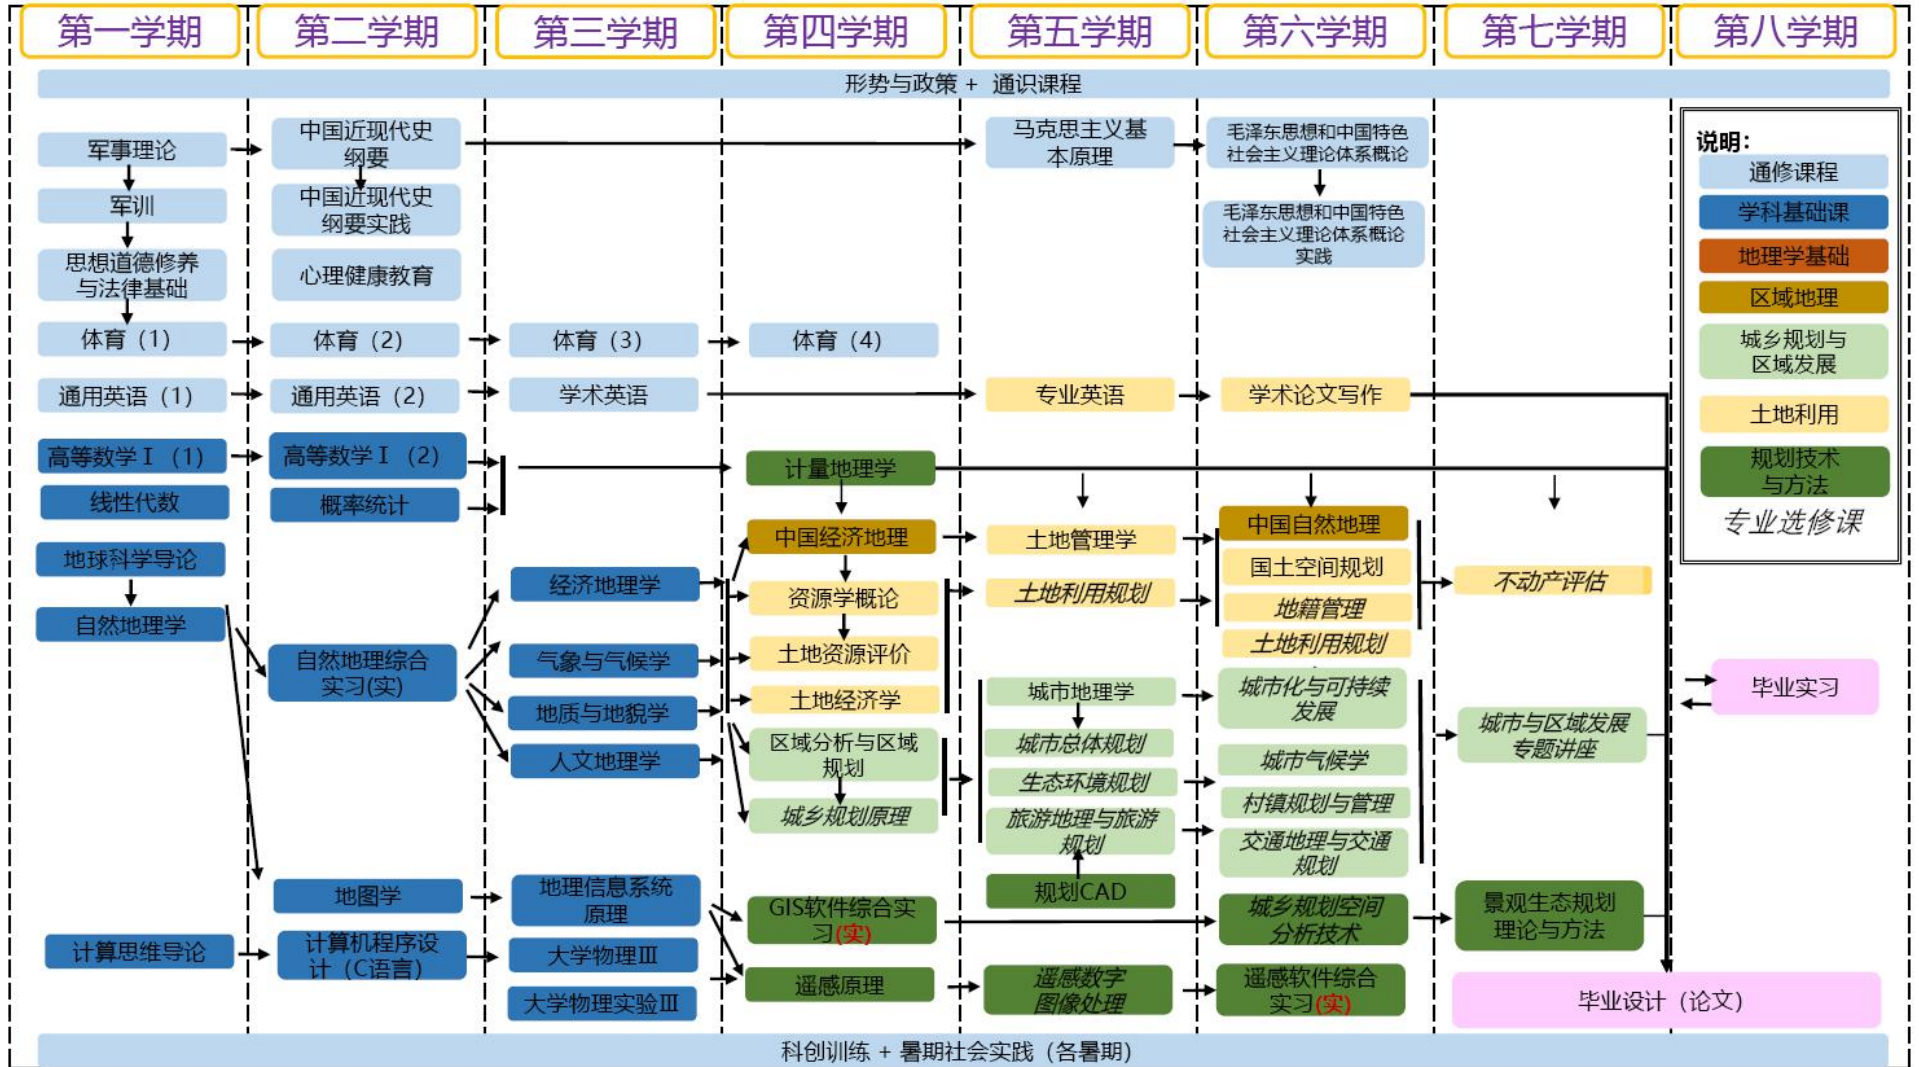 第一学期
第二学期
第三学期
第四学期
第五学期
第六学期
第七学期
第八学期
形势与政策 + 通识课程
军事理论
军训
思想道德修养
与法律基础
体育（1）
通用英语（1）
高等数学Ⅰ（1）
线性代数
地球科学导论
自然地理学
计算思维导论
中国近现代史
纲要
中国近现代史
纲要实践
心理健康教育
体育（2）
通用英语（2）
高等数学Ⅰ（2）
概率统计
自然地理综合
实习(实)
地图学
计算机程序设
计（C语言）
体育（3）
学术英语
经济地理学
气象与气候学
地质与地貌学
人文地理学
地理信息系统
原理
大学物理Ⅲ
大学物理实验Ⅲ
体育（4）
计量地理学
中国经济地理
资源学概论
土地资源评价
土地经济学
区域分析与区域
规划
城乡规划原理
GIS软件综合实
习(实)
遥感原理
马克思主义基
本原理
专业英语
土地管理学
土地利用规划
城市地理学
城市总体规划
生态环境规划
旅游地理与旅游
规划
规划CAD
遥感数字
图像处理
毛泽东思想和中国特色
社会主义理论体系概论
毛泽东思想和中国特色
社会主义理论体系概论
实践
学术论文写作
中国自然地理
国土空间规划
地籍管理
土地利用规划
城市化与可持续
发展
城市气候学
村镇规划与管理
交通地理与交通
规划
城乡规划空间
分析技术
遥感软件综合
实习(实)
不动产评估
城市与区域发展
专题讲座
景观生态规划
理论与方法
毕业设计（论文）
说明：
通修课程
学科基础课
地理学基础
区域地理
城乡规划与
区域发展
土地利用
规划技术
与方法
专业选修课
毕业实习
科创训练 + 暑期社会实践（各暑期）